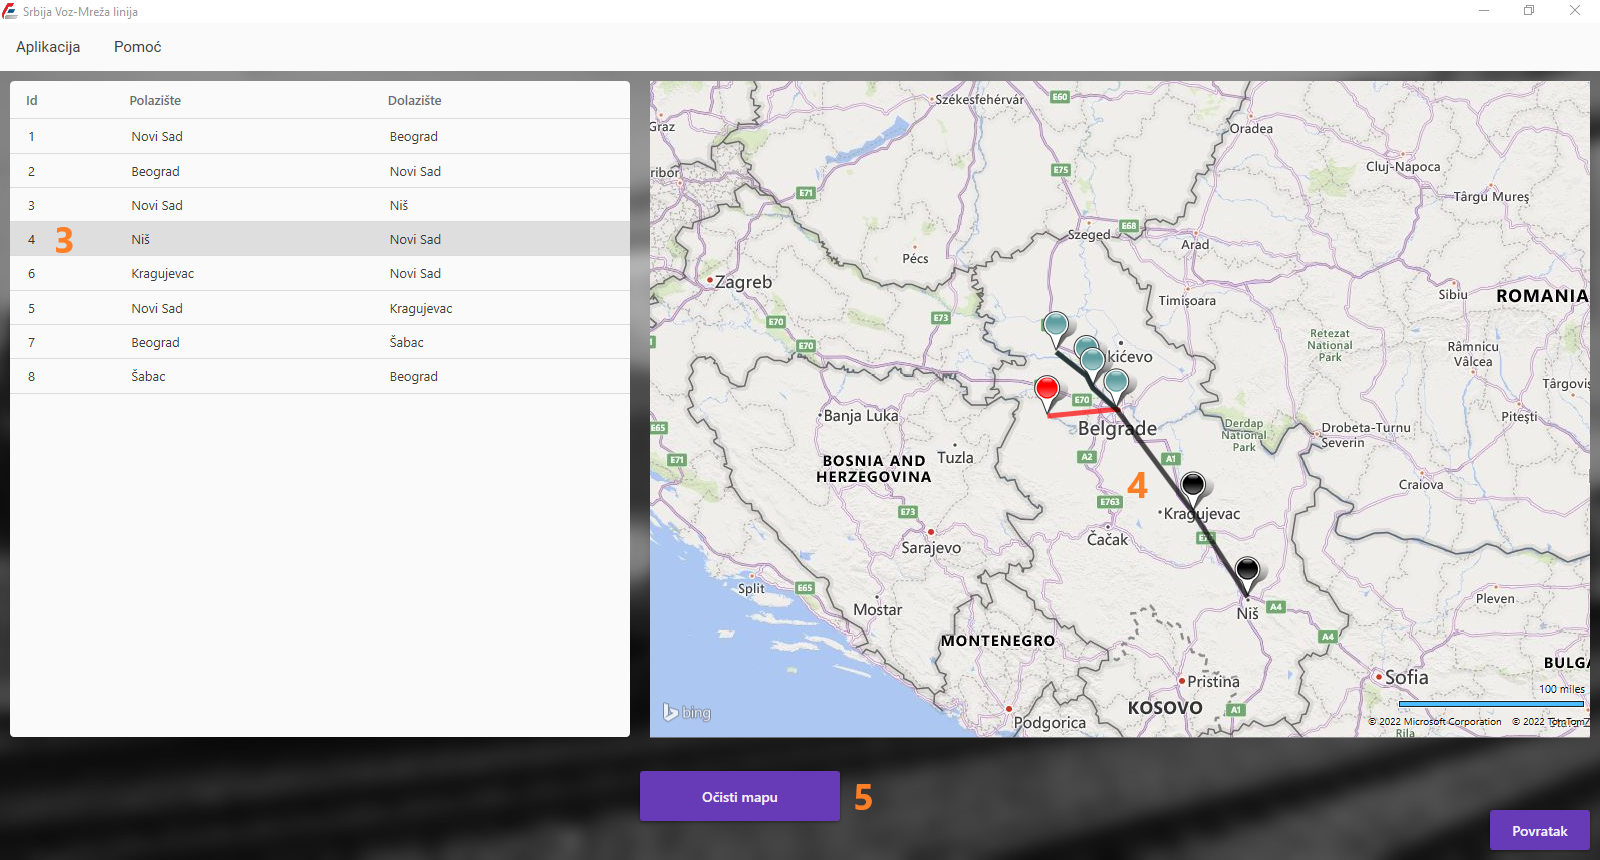 Srbija Voz-Mreža linija
Aplikacija Pomoć
Id Polazište Dolazište
1 Novi Sad Beograd
2 Beograd Novi Sad
3 Novi Sad Niš
4 3 Niš Novi Sad
6 Kragujevac Novi Sad
5 Novi Sad Kragujevac
7 Beograd Šabac
8 Šabac Beograd
Székesfehérvár
E60
Graz
Oradea
Cluj-Napoca
ribor
E75
E71
Târgu Mureș
E68
Szeged
Arad
Pécs
Zagreb
Timișoara
Sibiu
ROMANIA
E70
E73
Retezat
National
Park
E70
Râmnicu
Vâlcea
kićevo
Târgoviș
E70
Banja Luka
Pitești
Belgrade
Derdap
National
Park
Drobeta-Turnu
Severin
E65
E71
BOSNIA AND
HERZEGOVINA
Tuzla
A2
A1
4
Craiova
E763
E73
Kragujevac
Čačak
E7
Sarajevo
Split
E65
Mostar
Niš
A4
Pleven
A4
MONTENEGRO
BULGA
Pristina
Sofia
100 miles
KOSOVO
A1
bing
Podgorica
© 2022 Microsoft Corporation © 2022 TomTom
Rila
Očisti mapu 5
Povratak